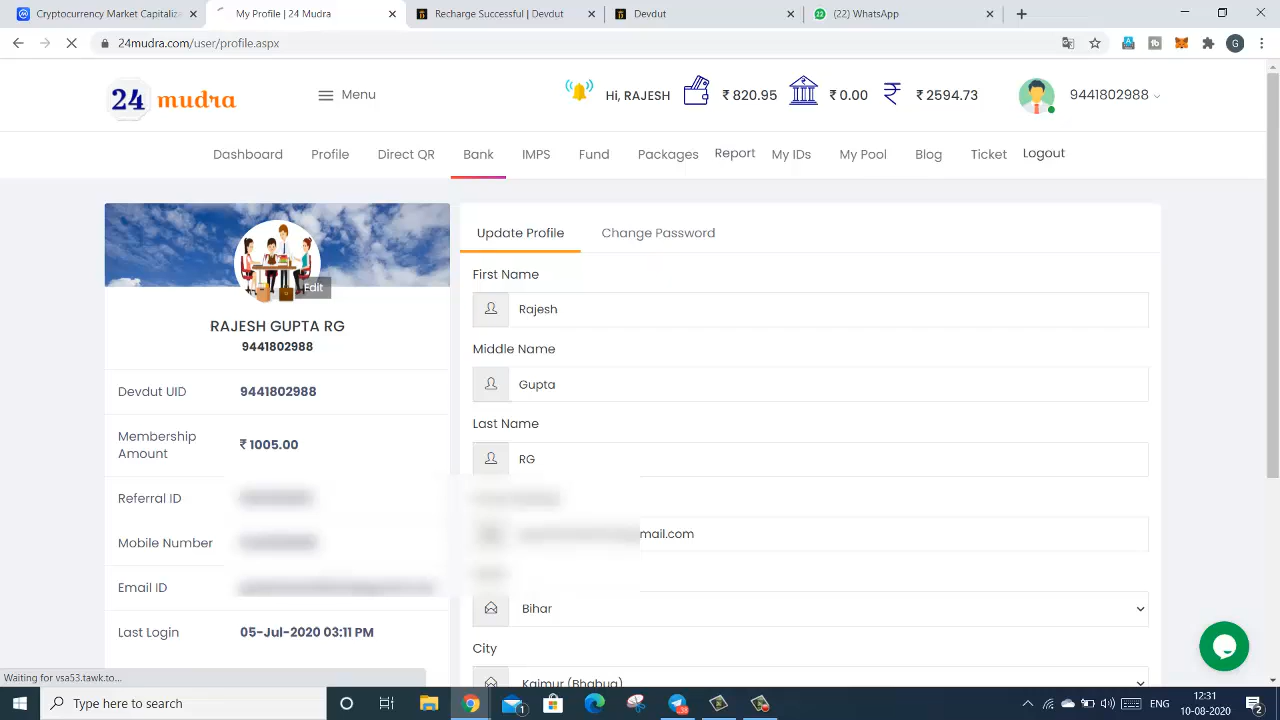 Cryptocurrency Market Capitaliz
My Profile | 24 Mudra
Recharge Successful | Devdut
Devdut
(22) WhatsApp
24mudra.com/user/profile.aspx
G
24 mudra
Menu
Hi, RAJESH
₹ 820.95
₹ 0.00
₹ 2594.73
9441802988
Dashboard
Profile
Direct QR
Bank
IMPS
Fund
Packages
Report
My IDs
My Pool
Blog
Ticket
Logout
Edit
RAJESH GUPTA RG
9441802988
Devdut UID 9441802988
Membership Amount ₹ 1005.00
Referral ID
Mobile Number
Email ID
Last Login 05-Jul-2020 03:11 PM
Update Profile
Change Password
First Name
Rajesh
Middle Name
Gupta
Last Name
RG
mail.com
Bihar
City
Kaimur (Bhabua)
Waiting for vsa53.tawk.to...
Type here to search
ENG
12:31
10-08-2020